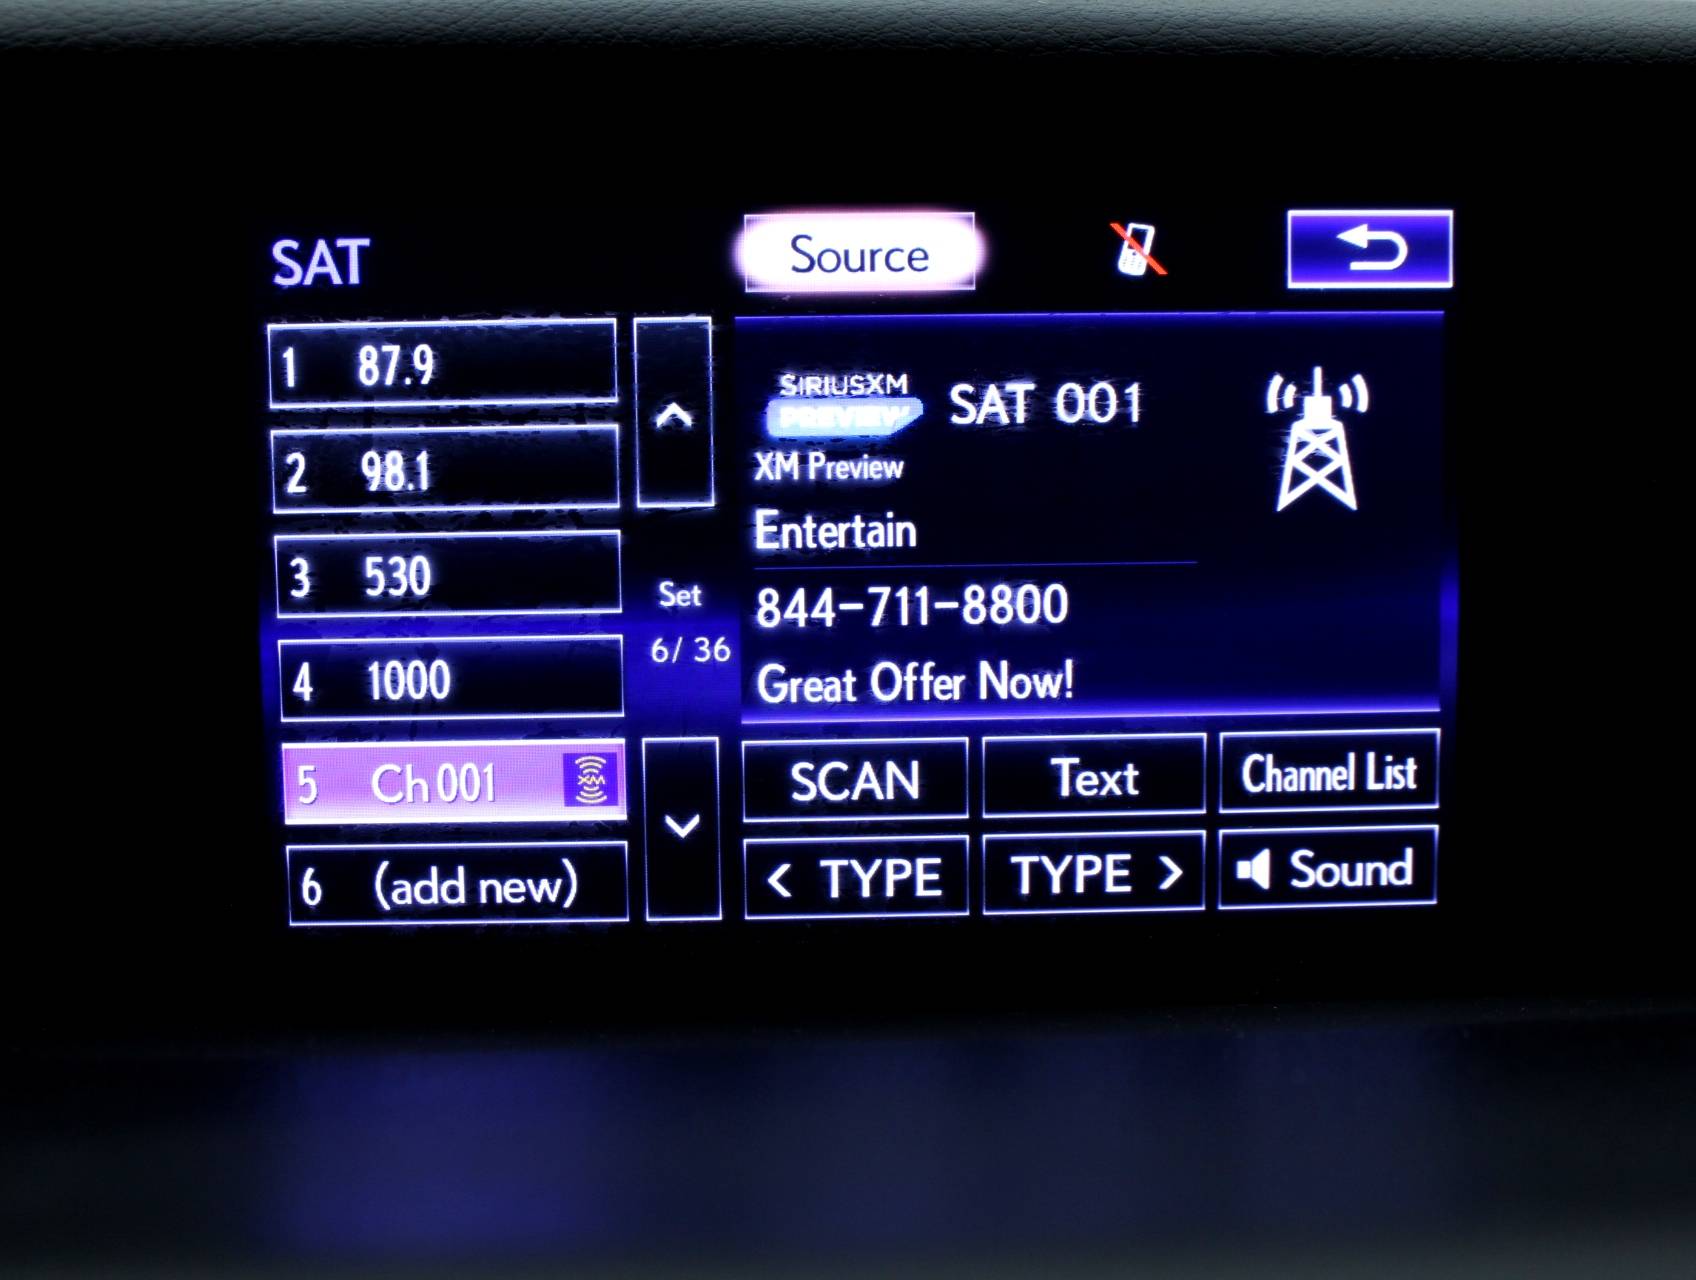 SAT
Source
1 87.9
2 98.1
3 530
4 1000
5 Ch 001 XM
6 (add new)
Set
6/ 36
SIRIUSXM
PREVIEW
SAT 001
XM Preview
Entertain
844-711-8800
Great Offer Now!
SCAN
Text
Channel List
< TYPE
TYPE >
Sound